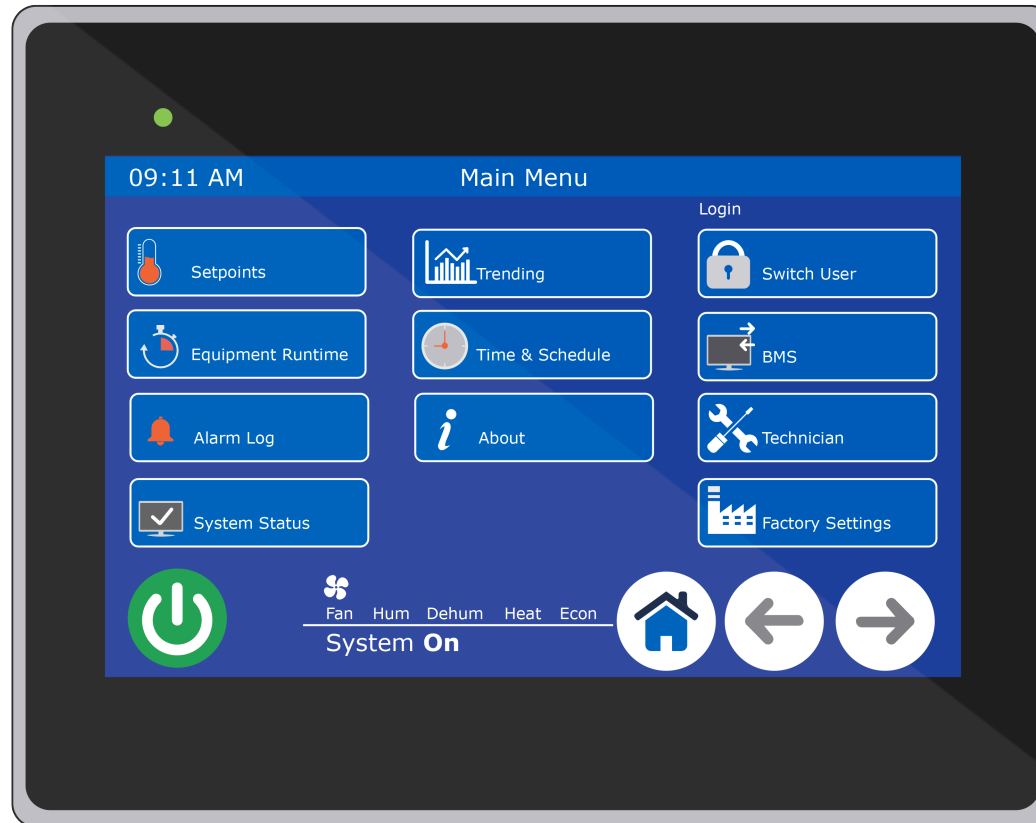 09:11 AM Main Menu
Login
Setpoints Trending Switch User
Equipment Runtime Time & Schedule BMS
Alarm Log About Technician
System Status Factory Settings
Fan Hum Dehum Heat Econ
System On